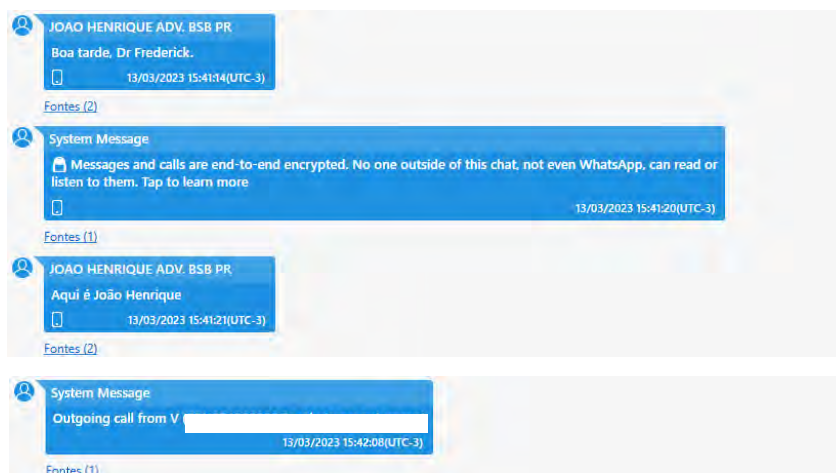 JOAO HENRIQUE ADV. BSB PR
Boa tarde, Dr Frederick.
13/03/2023 15:41:14(UTC-3)
Fontes (2)
System Message
Messages and calls are end-to-end encrypted. No one outside of this chat, not even WhatsApp, can read or
listen to them. Tap to learn more
13/03/2023 15:41:20(UTC-3)
Fontes (1)
JOAO HENRIQUE ADV. BSB PR
Aqui é João Henrique
13/03/2023 15:41:21(UTC-3)
Fontes (2)
System Message
Outgoing call from V
13/03/2023 15:42:08(UTC-3)
Fontes (1)